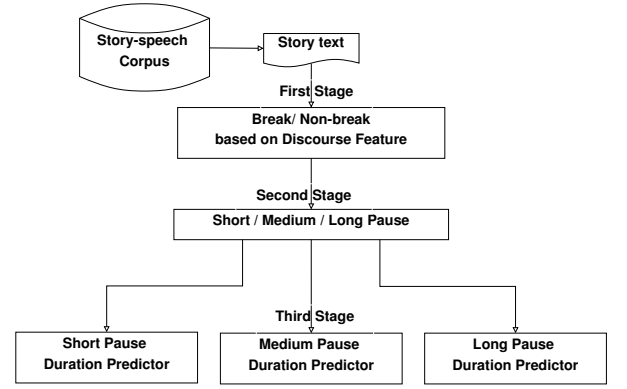 Story-speech
Corpus
Story text
First Stage
Break/ Non-break
based on Discourse Feature
Second Stage
Short / Medium / Long Pause
Third Stage
Short Pause
Duration Predictor
Medium Pause
Duration Predictor
Long Pause
Duration Predictor